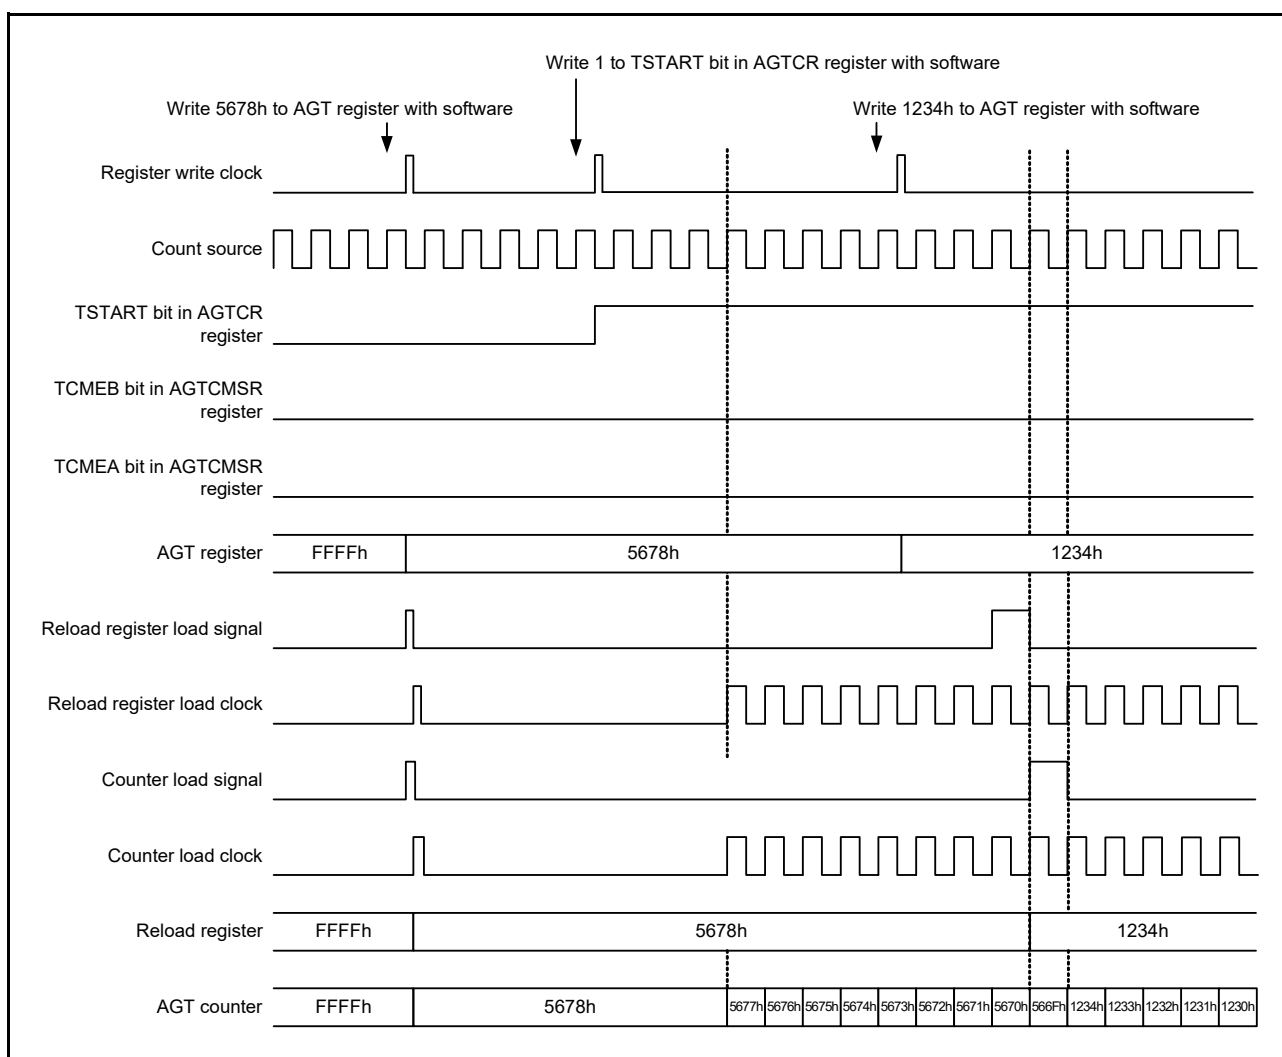 Write 1 to TSTART bit in AGTCR register with software
Write 5678h to AGT register with software
Write 1234h to AGT register with software
Register write clock
Count source
TSTART bit in AGTCR
register
TCMEB bit in AGTCMSR
register
TCMEA bit in AGTCMSR
register
AGT register FFFFh 5678h 1234h
Reload register load signal
Reload register load clock
Counter load signal
Counter load clock
Reload register FFFFh 5678h 1234h
AGT counter FFFFh 5678h 5677h 5676h 5675h 5674h 5673h 5672h 5671h 5670h 566Fh 1234h 1233h 1232h 1231h 1230h